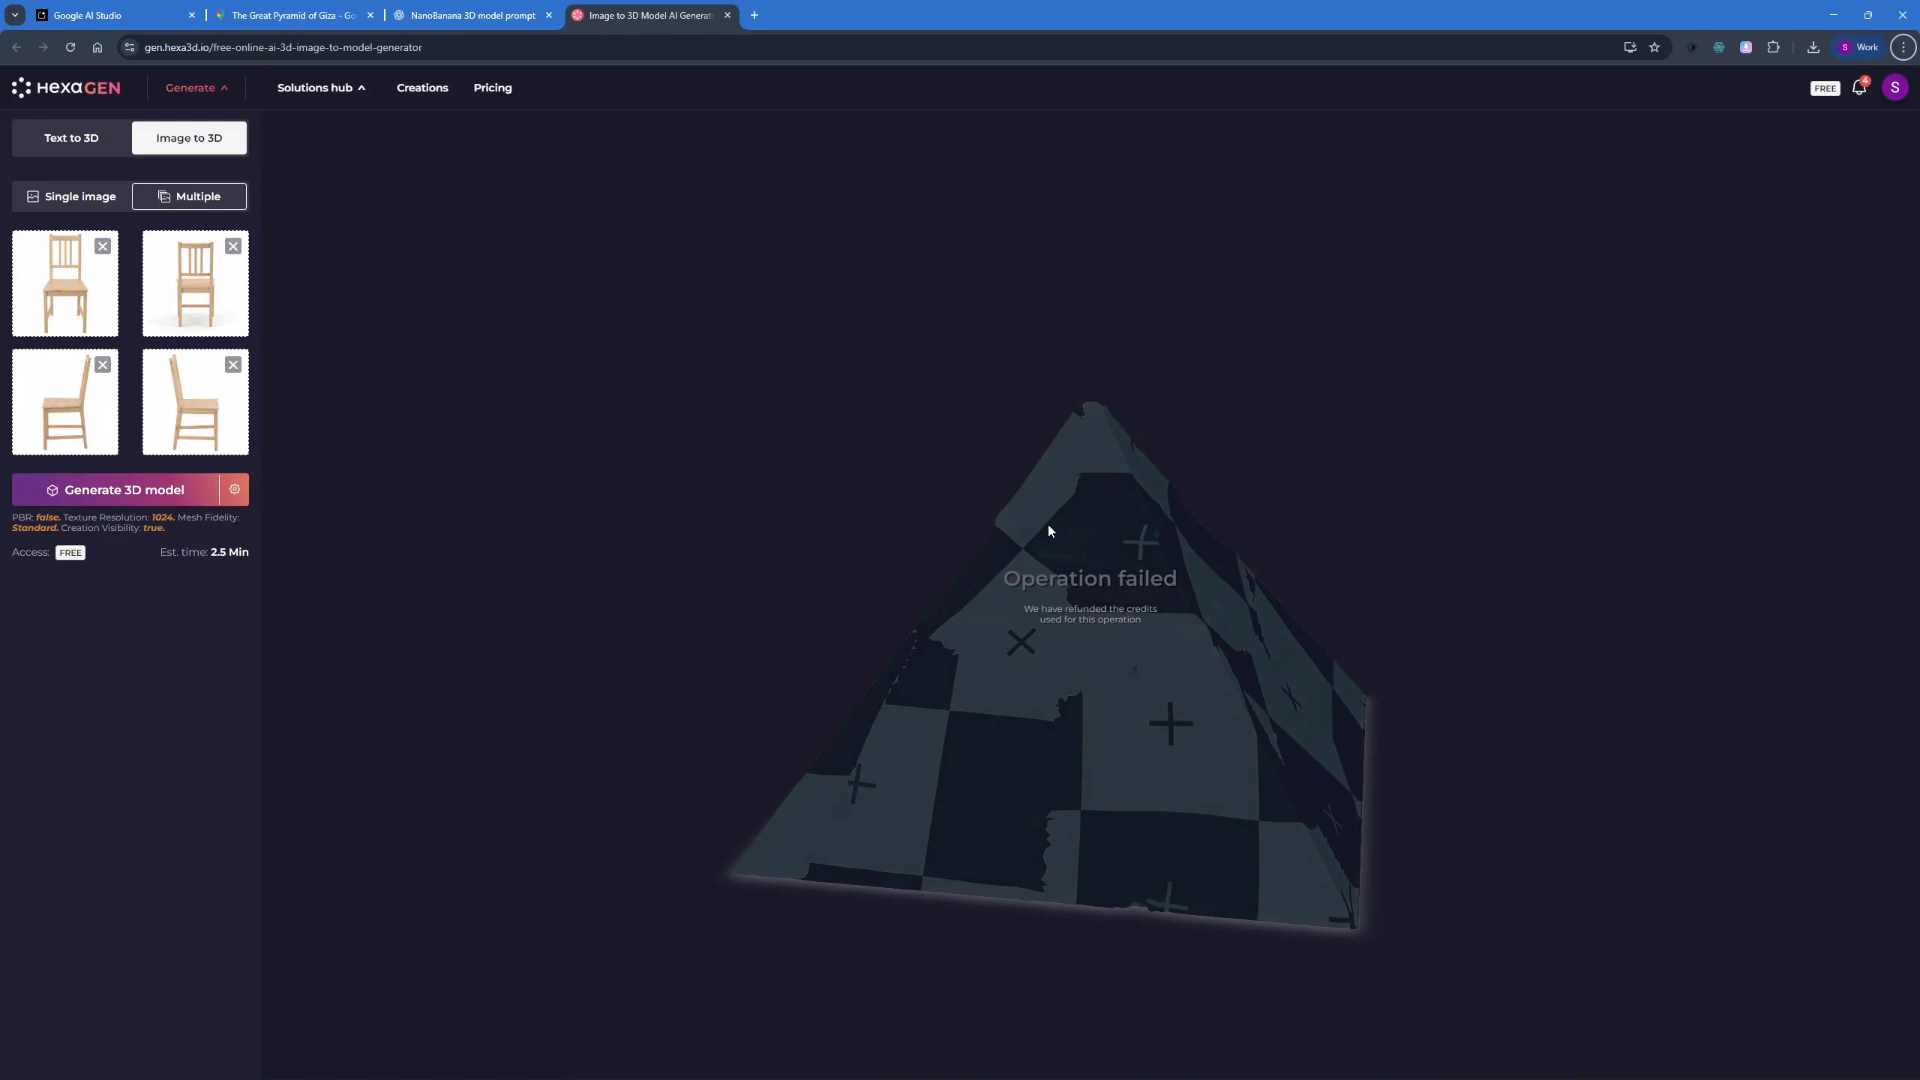 Google AI Studio
The Great Pyramid of Giza - Go
NanoBanana 3D model prompt
Image to 3D Model AI Generat
gen.hexa3d.io/free-online-ai-3d-image-to-model-generator
S Work
HEXAGEN
Generate
Solutions hub
Creations
Pricing
FREE
4
S
Text to 3D
Image to 3D
Single image
Multiple
Generate 3D model
PBR: false. Texture Resolution: 1024. Mesh Fidelity:
Standard. Creation Visibility: true.
Access: FREE
Est. time: 2.5 Min
Operation failed
We have refunded the credits
used for this operation